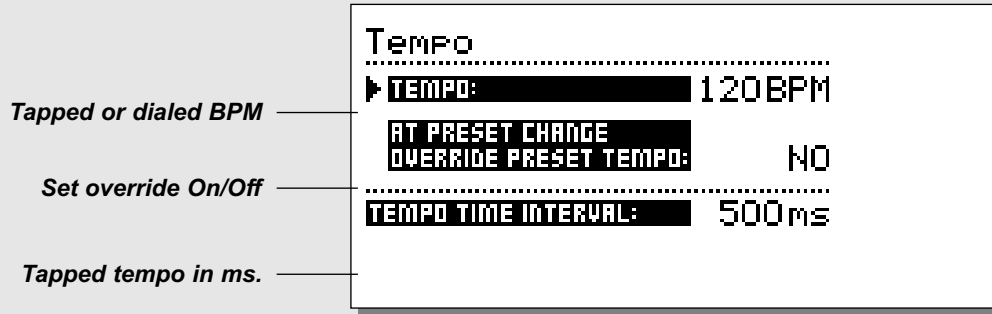 Tempo
TEMPO: 120BPM
Tapped or dialed BPM
AT PRESET CHANGE
OVERRIDE PRESET TEMPO: NO
Set override On/Off
TEMPO TIME INTERVAL: 500ms
Tapped tempo in ms.